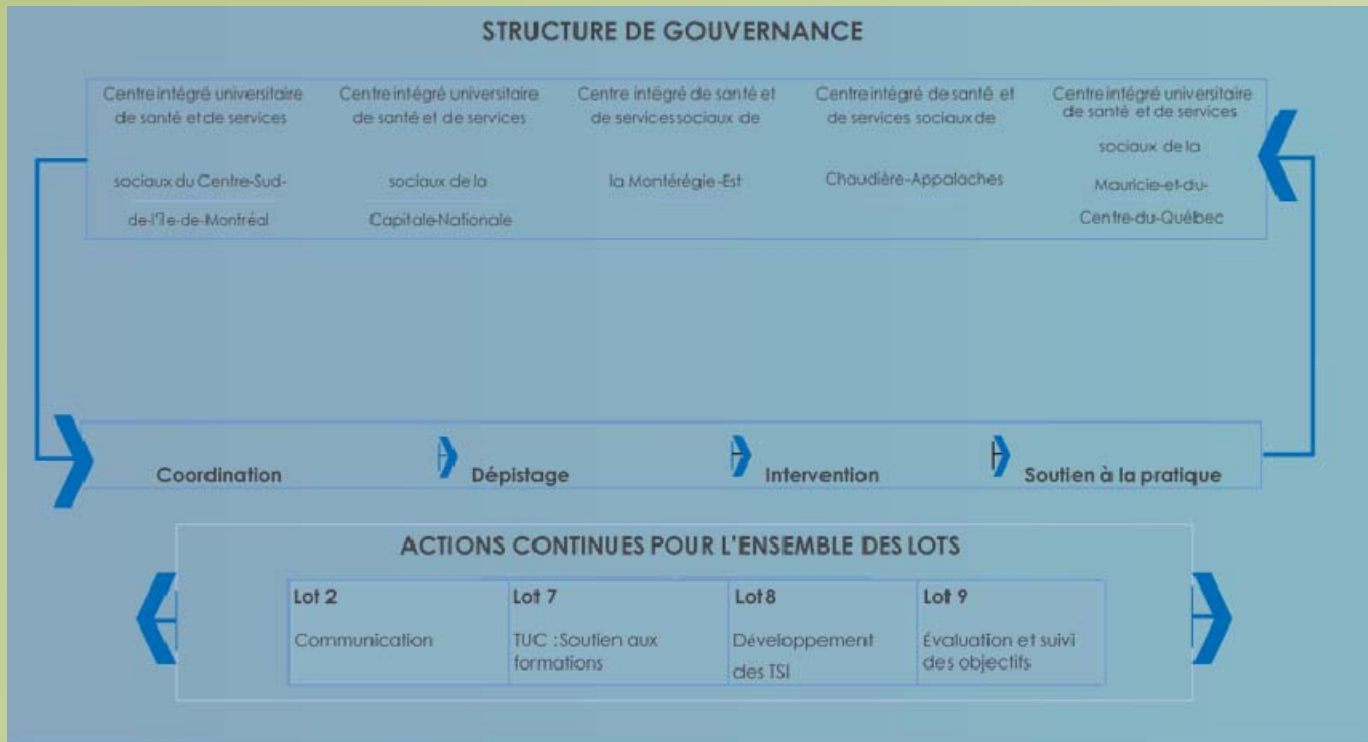 STRUCTURE DE GOUVERNANCE
Centre intégré universitaire
de santé et de services
sociaux du Centre-Sud-
de-l'île-de-Montréal
Centre intégré universitaire
de santé et de services
sociaux de la
Capitale-Nationale
Centre intégré de santé et
de services sociaux de
la Montérégie-Est
Centre intégré de santé et
de services sociaux de
Chaudière-Appalaches
Centre intégré universitaire
de santé et de services
sociaux de la
Mauricie-et-du-
Centre-du-Québec
Coordination
Dépistage
Intervention
Soutien à la pratique
ACTIONS CONTINUES POUR L'ENSEMBLE DES LOTS
Lot 2
Communication
Lot 7
TUC : Soutien aux
formations
Lot 8
Développement
des TSI
Lot 9
Évaluation et suivi
des objectifs